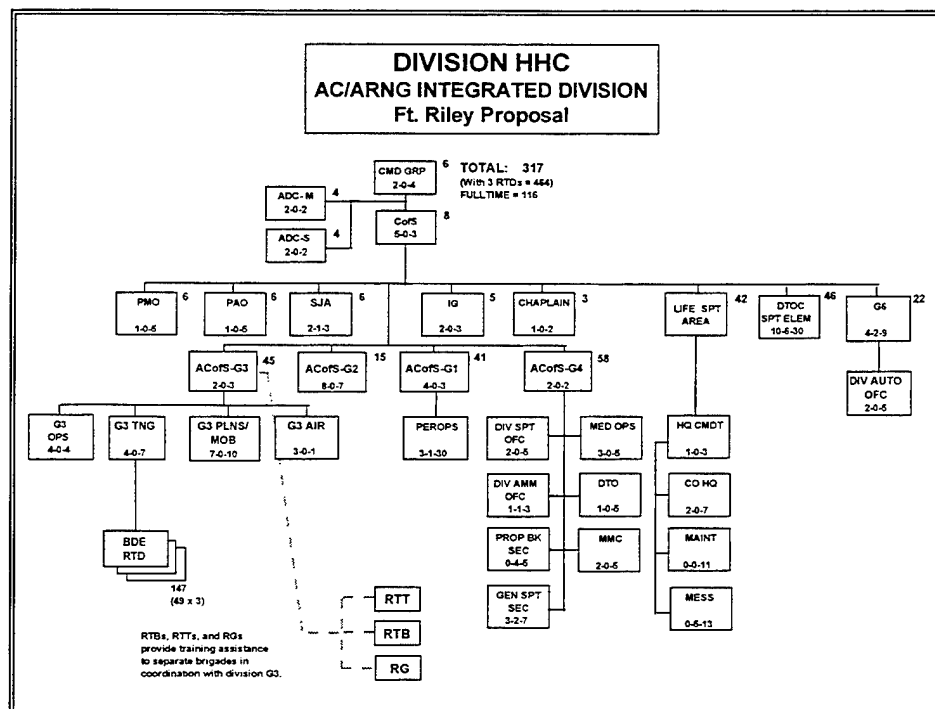 DIVISION HHC
AC/ARNG INTEGRATED DIVISION
Ft. Riley Proposal
CMD GRP
2-0-4
6
TOTAL: 317
(With 3 RTDs = 464)
FULLTIME = 116
ADC-M
2-0-2
4
CofS
5-0-3
8
ADC-S
2-0-2
4
PMO
1-0-5
6
PAO
1-0-5
6
SJA
2-1-3
6
IG
2-0-3
5
CHAPLAIN
1-0-2
3
LIFE SPT
AREA
42
DTOC
SPT ELEM
10-6-30
46
G6
4-2-9
22
ACofS-G3
2-0-3
45
ACofS-G2
8-0-7
15
ACofS-G1
4-0-3
41
ACofS-G4
2-0-2
58
DIV AUTO
OFC
2-0-5
G3
OPS
4-0-4
G3 TNG
4-0-7
G3 PLNS/
MOB
7-0-10
G3 AIR
3-0-1
PEROPS
3-1-30
DIV SPT
OFC
2-0-5
MED OPS
3-0-5
HQ CMDT
1-0-3
DIV AMM
OFC
1-1-3
DTO
1-0-5
CO HQ
2-0-7
BDE
RTD
147
(49 x 3)
PROP BK
SEC
0-4-5
MMC
2-0-5
MAINT
0-0-11
GEN SPT
SEC
3-2-7
MESS
0-5-13
RTT
RTB
RG
RTBs, RTTs, and RGs
provide training assistance
to separate brigades in
coordination with division G3.